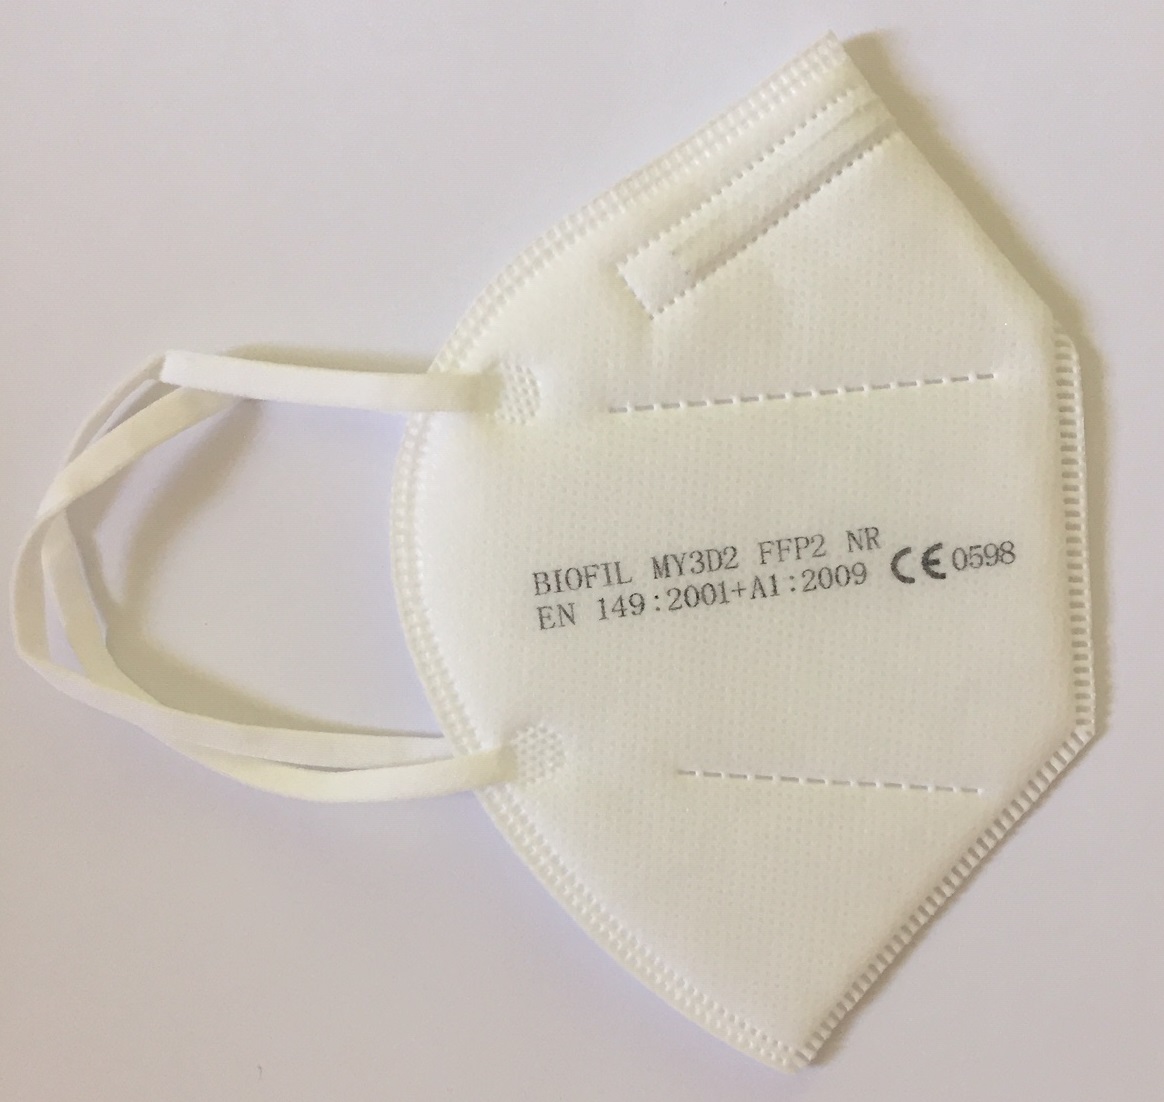 BIOFIL MY3D2 FFP2 NR
EN 149:2001+A1:2009 CE 0598